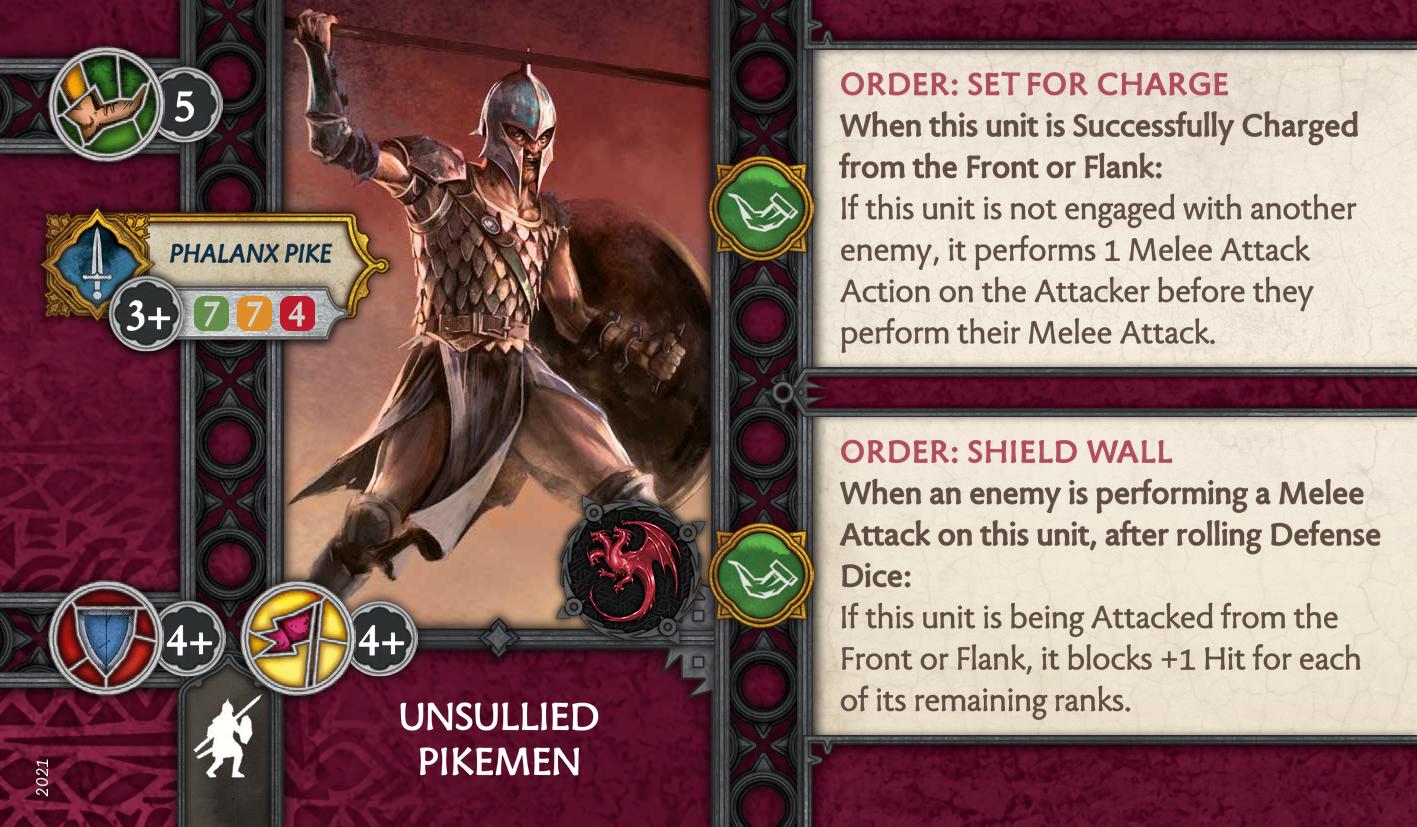 5
PHALANX PIKE
3+ 7 7 4
4+ 4+
UNSULLIED
PIKEMEN
2021
ORDER: SET FOR CHARGE
When this unit is Successfully Charged
from the Front or Flank:
If this unit is not engaged with another
enemy, it performs 1 Melee Attack
Action on the Attacker before they
perform their Melee Attack.
ORDER: SHIELD WALL
When an enemy is performing a Melee
Attack on this unit, after rolling Defense
Dice:
If this unit is being Attacked from the
Front or Flank, it blocks +1 Hit for each
of its remaining ranks.